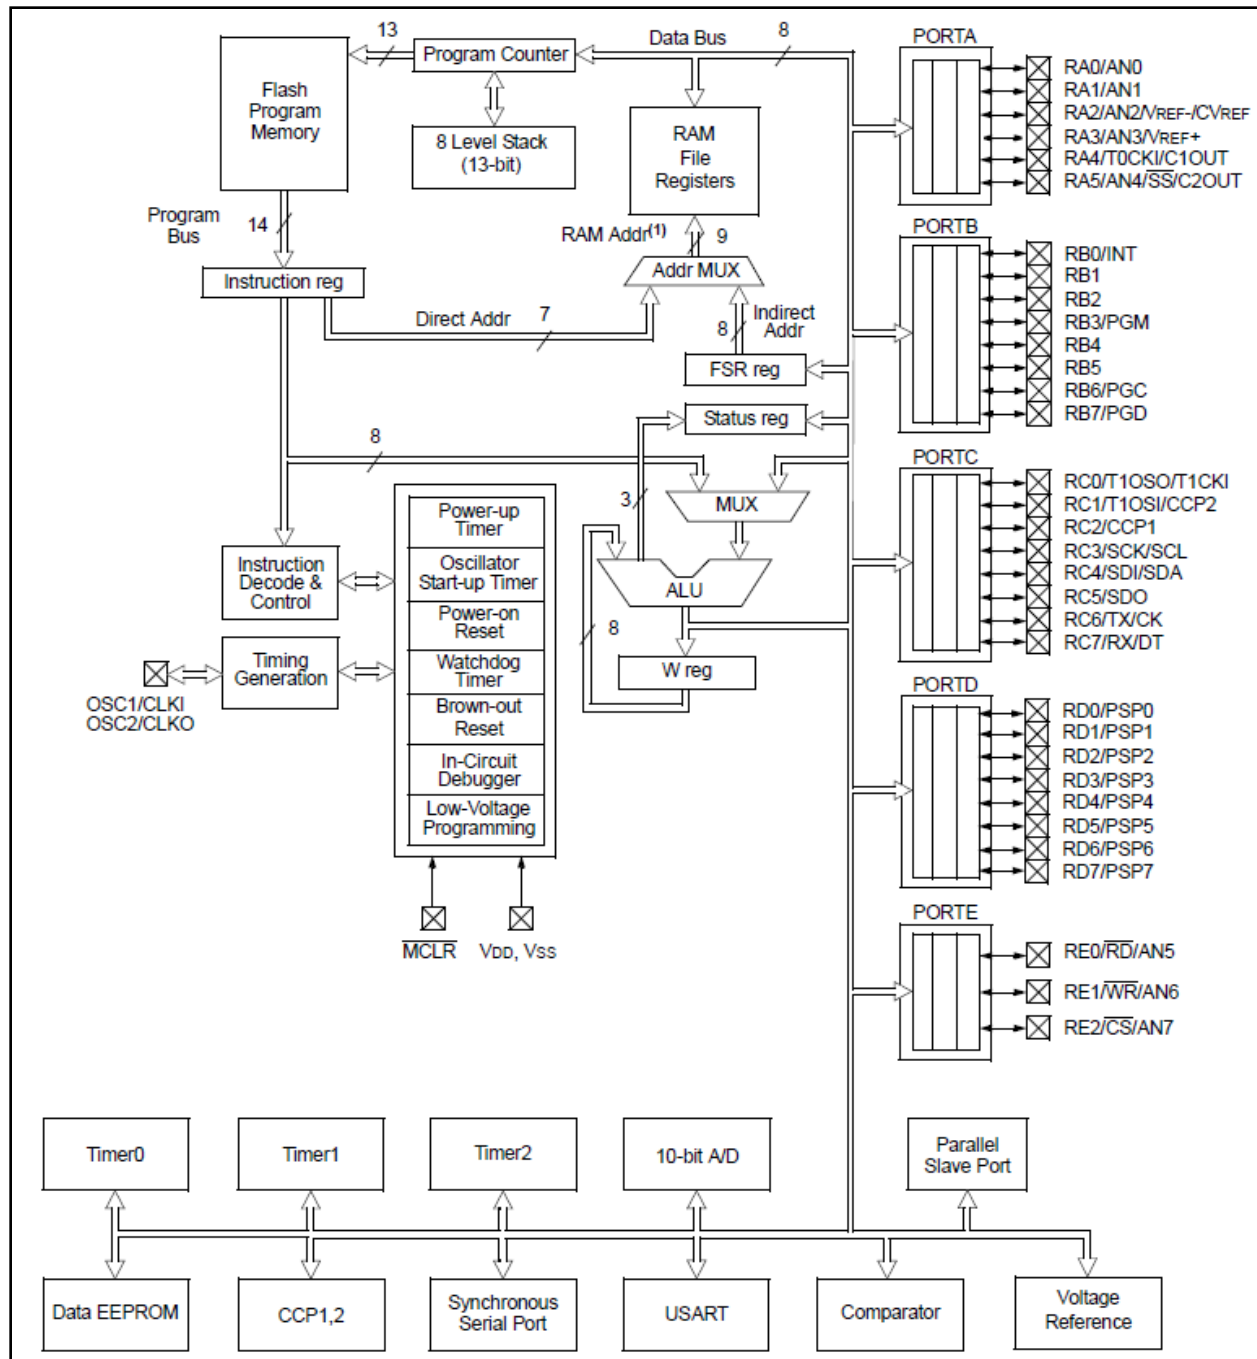 13
Program Counter
Data Bus
8
Flash
Program
Memory
8 Level Stack
(13-bit)
RAM
File
Registers
Program
Bus
14
RAM Addr(1)
9
Addr MUX
Instruction reg
Direct Addr
7
Indirect
Addr
8
FSR reg
Status reg
8
3
MUX
ALU
8
W reg
Power-up
Timer
Oscillator
Start-up Timer
Power-on
Reset
Watchdog
Timer
Brown-out
Reset
In-Circuit
Debugger
Low-Voltage
Programming
Instruction
Decode &
Control
Timing
Generation
OSC1/CLKI
OSC2/CLKO
M̅C̅L̅R̅
VDD, VSS
PORTA
RA0/AN0
RA1/AN1
RA2/AN2/VREF-/CVREF
RA3/AN3/VREF+
RA4/T0CKI/C1OUT
RA5/AN4/S̅S̅/C2OUT
PORTB
RB0/INT
RB1
RB2
RB3/PGM
RB4
RB5
RB6/PGC
RB7/PGD
PORTC
RC0/T1OSO/T1CKI
RC1/T1OSI/CCP2
RC2/CCP1
RC3/SCK/SCL
RC4/SDI/SDA
RC5/SDO
RC6/TX/CK
RC7/RX/DT
PORTD
RD0/PSP0
RD1/PSP1
RD2/PSP2
RD3/PSP3
RD4/PSP4
RD5/PSP5
RD6/PSP6
RD7/PSP7
PORTE
RE0/R̅D̅/AN5
RE1/W̅R̅/AN6
RE2/C̅S̅/AN7
Timer0
Timer1
Timer2
10-bit A/D
Parallel
Slave Port
Data EEPROM
CCP1,2
Synchronous
Serial Port
USART
Comparator
Voltage
Reference